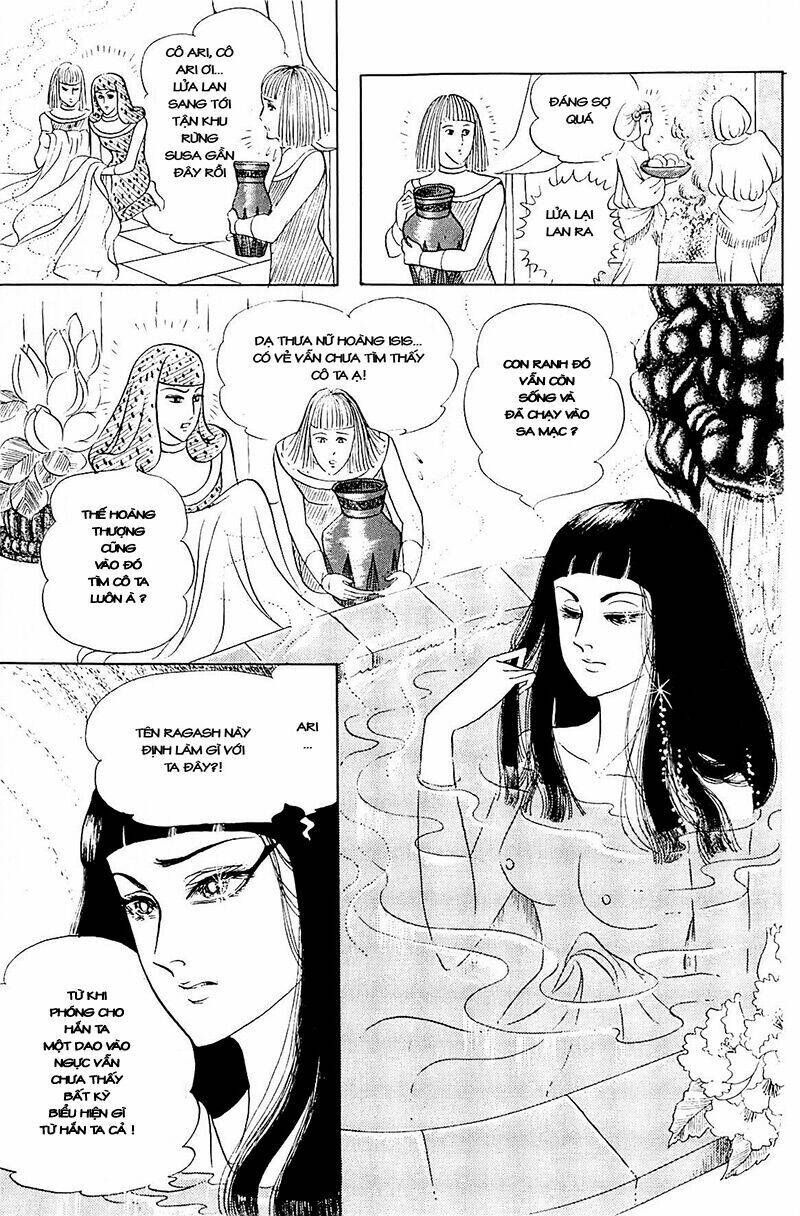 ĐÁNG SỢ
QUÁ
LỬA LẠI
LAN RA
CÔ ARI, CÔ
ARI ƠI...
LỬA LAN
SANG TỚI
TẬN KHU
RỪNG
SUSA GẦN
ĐÂY RỒI
CON RANH ĐÓ
VẪN CÒN
SỐNG VÀ
ĐÃ CHẠY VÀO
SA MẠC ?
DẠ THƯA NỮ HOÀNG ISIS...
CÓ VẺ VẪN CHƯA TÌM THẤY
CÔ TA Ạ!
THẾ HOÀNG
THƯỢNG
CŨNG
VÀO ĐÓ
TÌM CÔ TA
LUÔN À ?
ARI
...
TÊN RAGASH NÀY
ĐỊNH LÀM GÌ VỚI
TA ĐÂY?!
TỪ KHI
PHÓNG CHO
HẮN TA
MỘT DAO VÀO
NGỰC VẪN
CHƯA THẤY
BẤT KỲ
BIỂU HIỆN GÌ
TỪ HẮN TA CẢ !